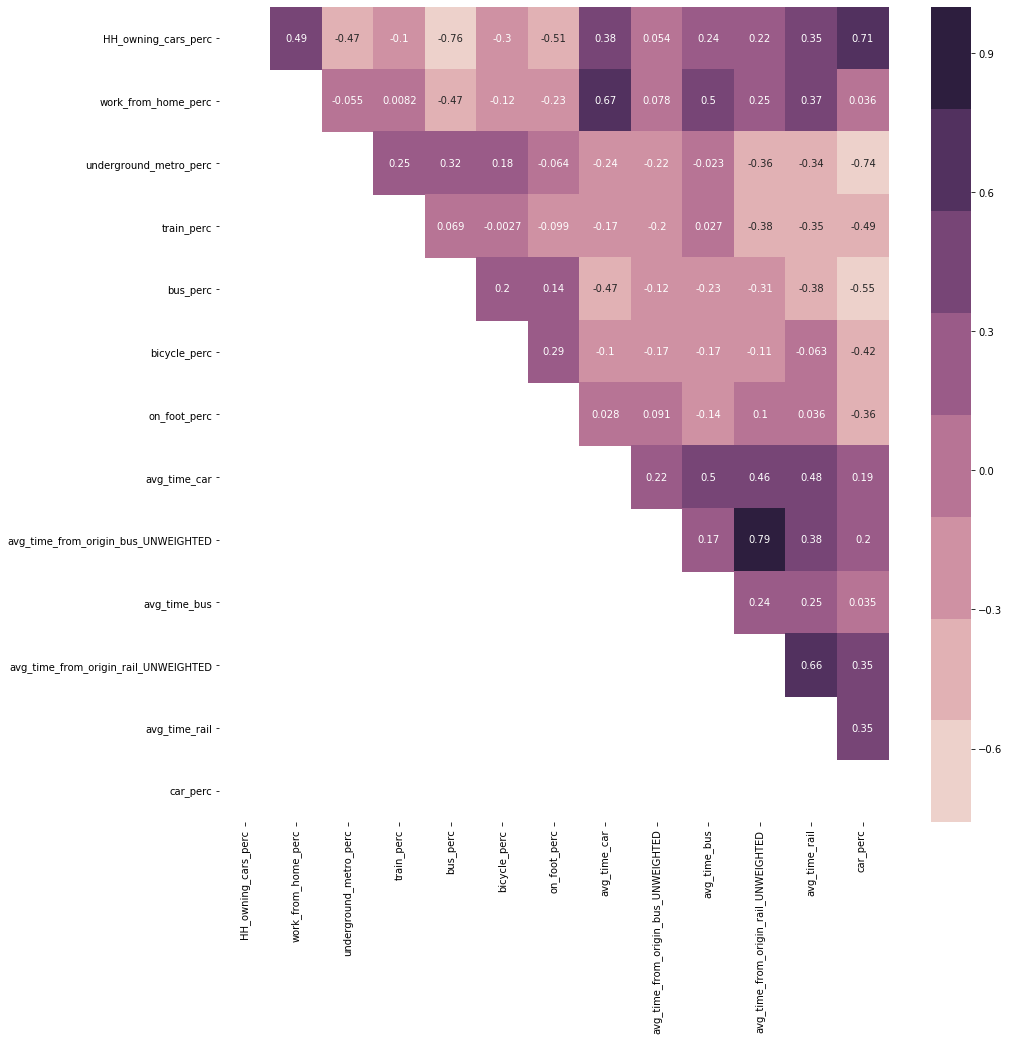 HH_owning_cars_perc 0.49 -0.47 -0.1 -0.76 -0.3 -0.51 0.38 0.054 0.24 0.22 0.35 0.71
work_from_home_perc -0.055 0.0082 -0.47 -0.12 -0.23 0.67 0.078 0.5 0.25 0.37 0.036
underground_metro_perc 0.25 0.32 0.18 -0.064 -0.24 -0.22 -0.023 -0.36 -0.34 -0.74
train_perc 0.069 -0.0027 -0.099 -0.17 -0.2 0.027 -0.38 -0.35 -0.49
bus_perc 0.2 0.14 -0.47 -0.12 -0.23 -0.31 -0.38 -0.55
bicycle_perc 0.29 -0.1 -0.17 -0.17 -0.11 -0.063 -0.42
on_foot_perc 0.028 0.091 -0.14 0.1 0.036 -0.36
avg_time_car 0.22 0.5 0.46 0.48 0.19
avg_time_from_origin_bus_UNWEIGHTED 0.17 0.79 0.38 0.2
avg_time_bus 0.24 0.25 0.035
avg_time_from_origin_rail_UNWEIGHTED 0.66 0.35
avg_time_rail 0.35
car_perc
HH_owning_cars_perc
work_from_home_perc
underground_metro_perc
train_perc
bus_perc
bicycle_perc
on_foot_perc
avg_time_car
avg_time_from_origin_bus_UNWEIGHTED
avg_time_bus
avg_time_from_origin_rail_UNWEIGHTED
avg_time_rail
car_perc
0.9
0.6
0.3
0.0
−0.3
−0.6